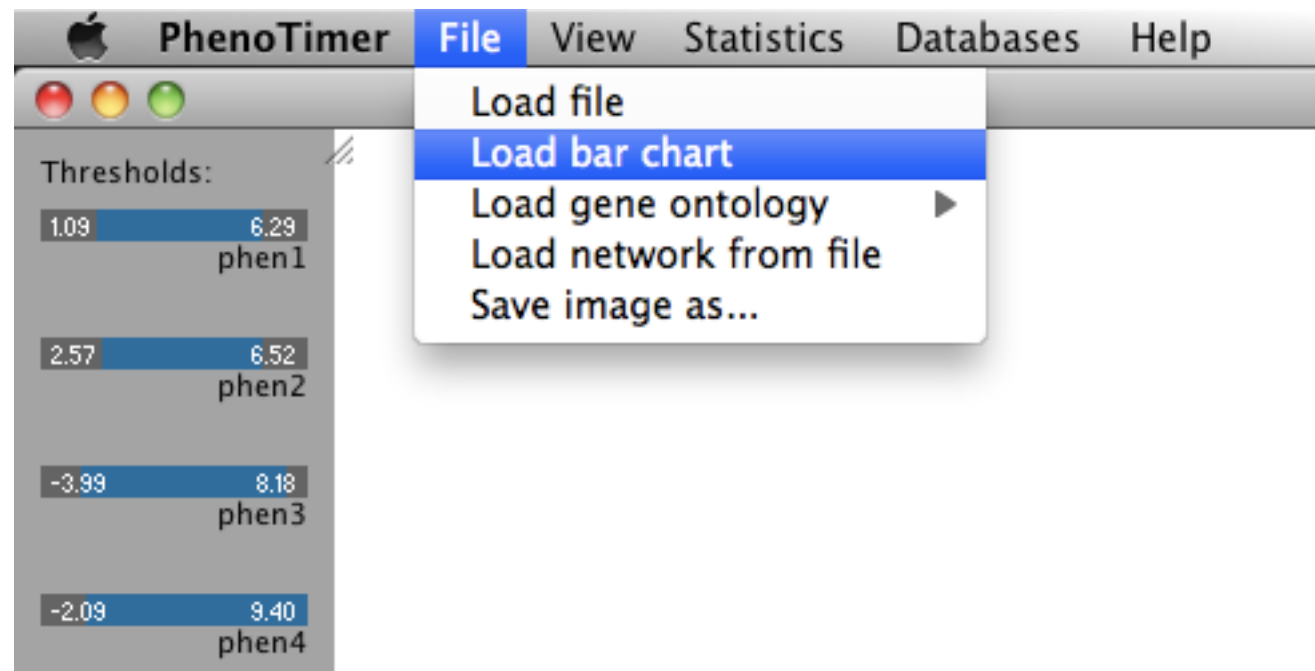 PhenoTimer File View Statistics Databases Help
Load file
Load bar chart
Load gene ontology
Load network from file
Save image as...
Thresholds:
1.09 6.29
phen1
2.57 6.52
phen2
-3.99 8.18
phen3
-2.09 9.40
phen4